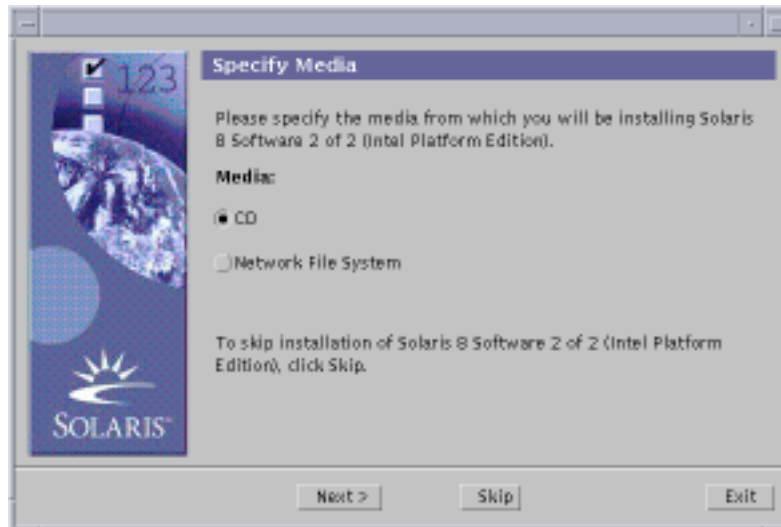 123
Specify Media
Please specify the media from which you will be installing Solaris
8 Software 2 of 2 (Intel Platform Edition).
Media:
CD
Network File System
To skip installation of Solaris 8 Software 2 of 2 (Intel Platform
Edition), click Skip.
SOLARIS™
Next >
Skip
Exit